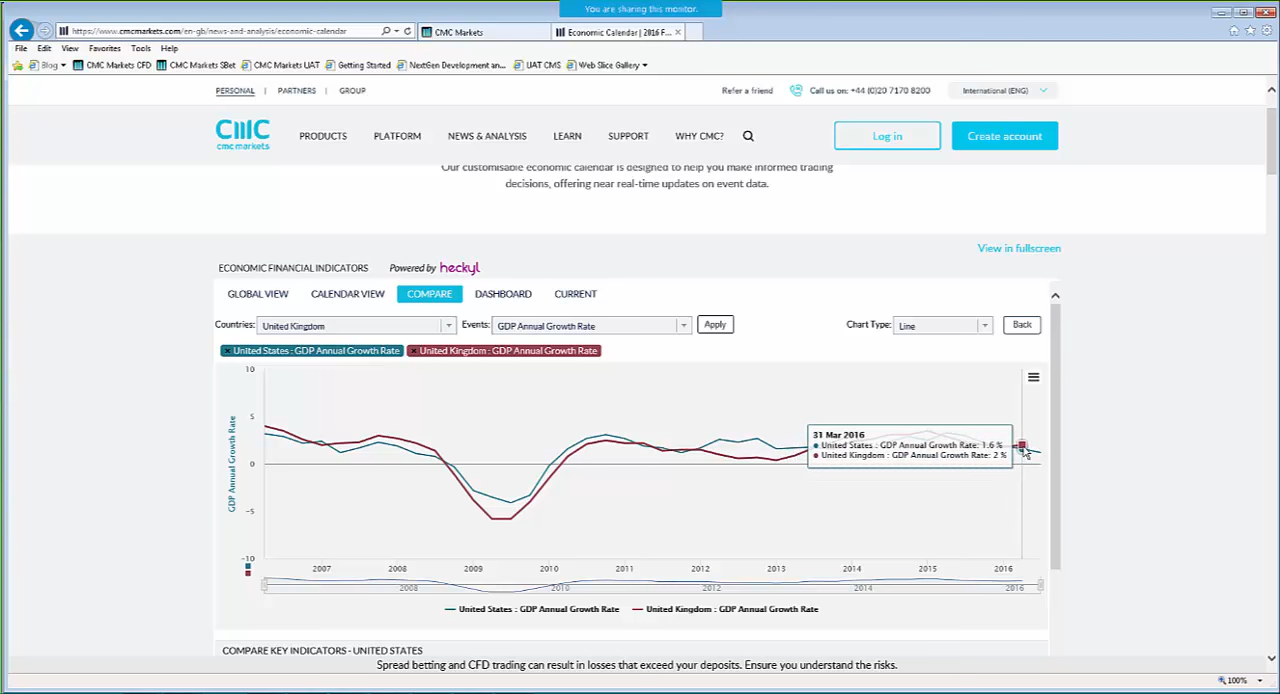 You are sharing this monitor.
https://www.cmcmarkets.com/en-gb/news-and-analysis/economic-calendar
CMC Markets
Economic Calendar | 2016 F...
File Edit View Favorites Tools Help
Blog CMC Markets CFD CMC Markets SBet CMC Markets UAT Getting Started NextGen Development an... UAT CMS Web Slice Gallery
PERSONAL | PARTNERS | GROUP
Refer a friend Call us on: +44 (0)20 7170 8200 International (ENG)
CMC
cmc markets
PRODUCTS PLATFORM NEWS & ANALYSIS LEARN SUPPORT WHY CMC? Log in Create account
Our customisable economic calendar is designed to help you make informed trading
decisions, offering near real-time updates on event data.
View in fullscreen
ECONOMIC FINANCIAL INDICATORS Powered by heckyl
GLOBAL VIEW CALENDAR VIEW COMPARE DASHBOARD CURRENT
Countries: United Kingdom Events: GDP Annual Growth Rate Apply Chart Type: Line Back
× United States : GDP Annual Growth Rate × United Kingdom : GDP Annual Growth Rate
GDP Annual Growth Rate
10
5
0
-5
-10
31 Mar 2016
United States : GDP Annual Growth Rate: 1.6 %
United Kingdom : GDP Annual Growth Rate: 2 %
2007 2008 2009 2010 2011 2012 2013 2014 2015 2016
2008 2010 2012 2014 2016
United States : GDP Annual Growth Rate United Kingdom : GDP Annual Growth Rate
COMPARE KEY INDICATORS - UNITED STATES
Spread betting and CFD trading can result in losses that exceed your deposits. Ensure you understand the risks.
100%